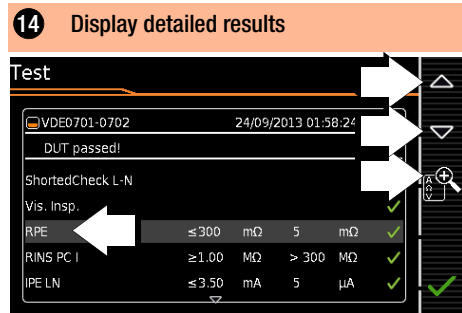 14 Display detailed results
Test
VDE0701-0702 24/09/2013 01:58:24
DUT passed!
ShortedCheck L-N
Vis. Insp.
RPE ≤300 mΩ 5 mΩ
RINS PC I ≥1.00 MΩ > 300 MΩ
IPE LN ≤3.50 mA 5 µA
A
Ω
V